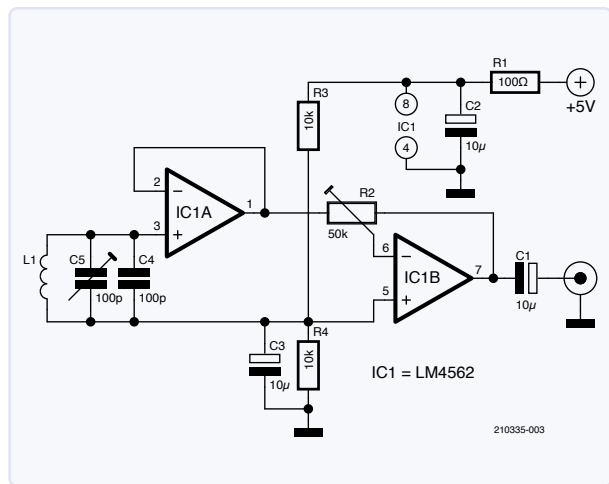 R1
100Ω
+5V
R3
10k
8
IC1
4
C2
10µ
2
−
IC1A
1
3
+
R2
50k
6
−
IC1B
7
5
+
C1
10µ
L1
C5
100p
C4
100p
C3
10µ
R4
10k
IC1 = LM4562
210335-003